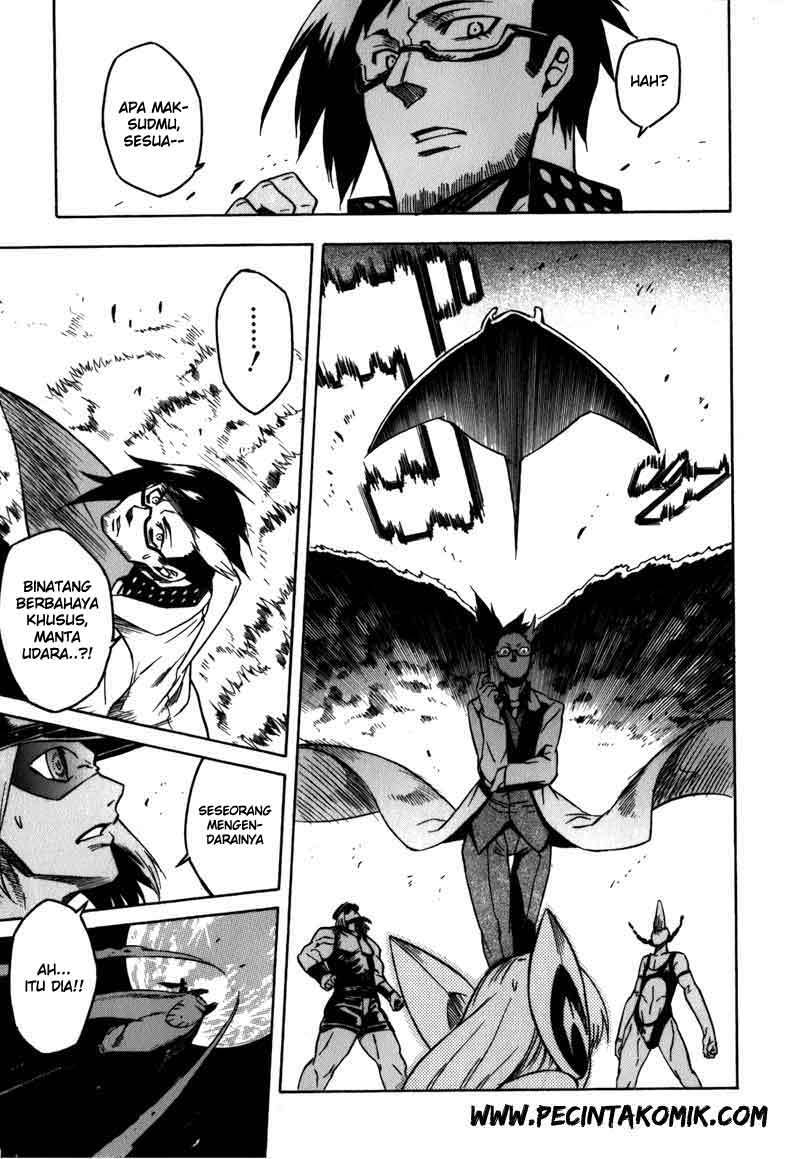 HAH?
APA MAK-
SUDMU,
SESUA--
.......!
BINATANG
BERBAHAYA
KHUSUS,
MANTA
UDARA..?!
SESEORANG
MENGEN-
DARAINYA
AH...
ITU DIA!!
WWW.PECINTAKOMIK.COM